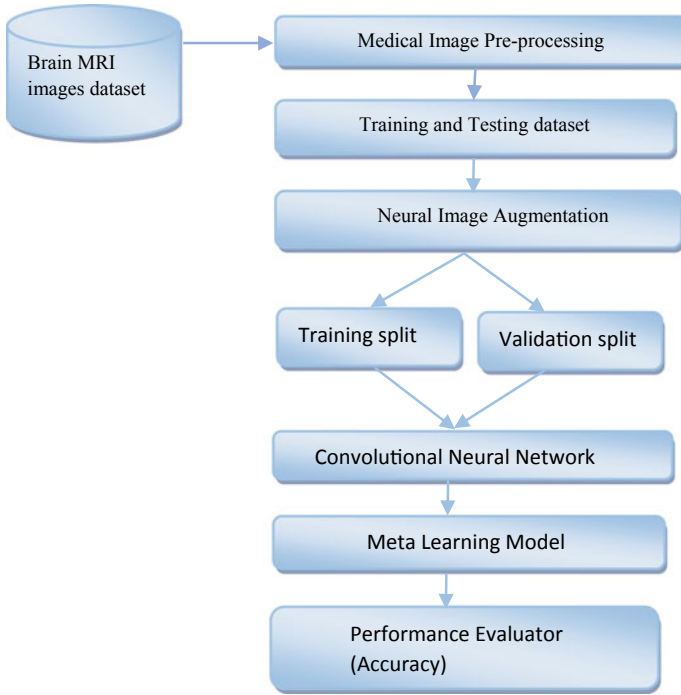 Brain MRI
images dataset
Medical Image Pre-processing
Training and Testing dataset
Neural Image Augmentation
Training split
Validation split
Convolutional Neural Network
Meta Learning Model
Performance Evaluator
(Accuracy)